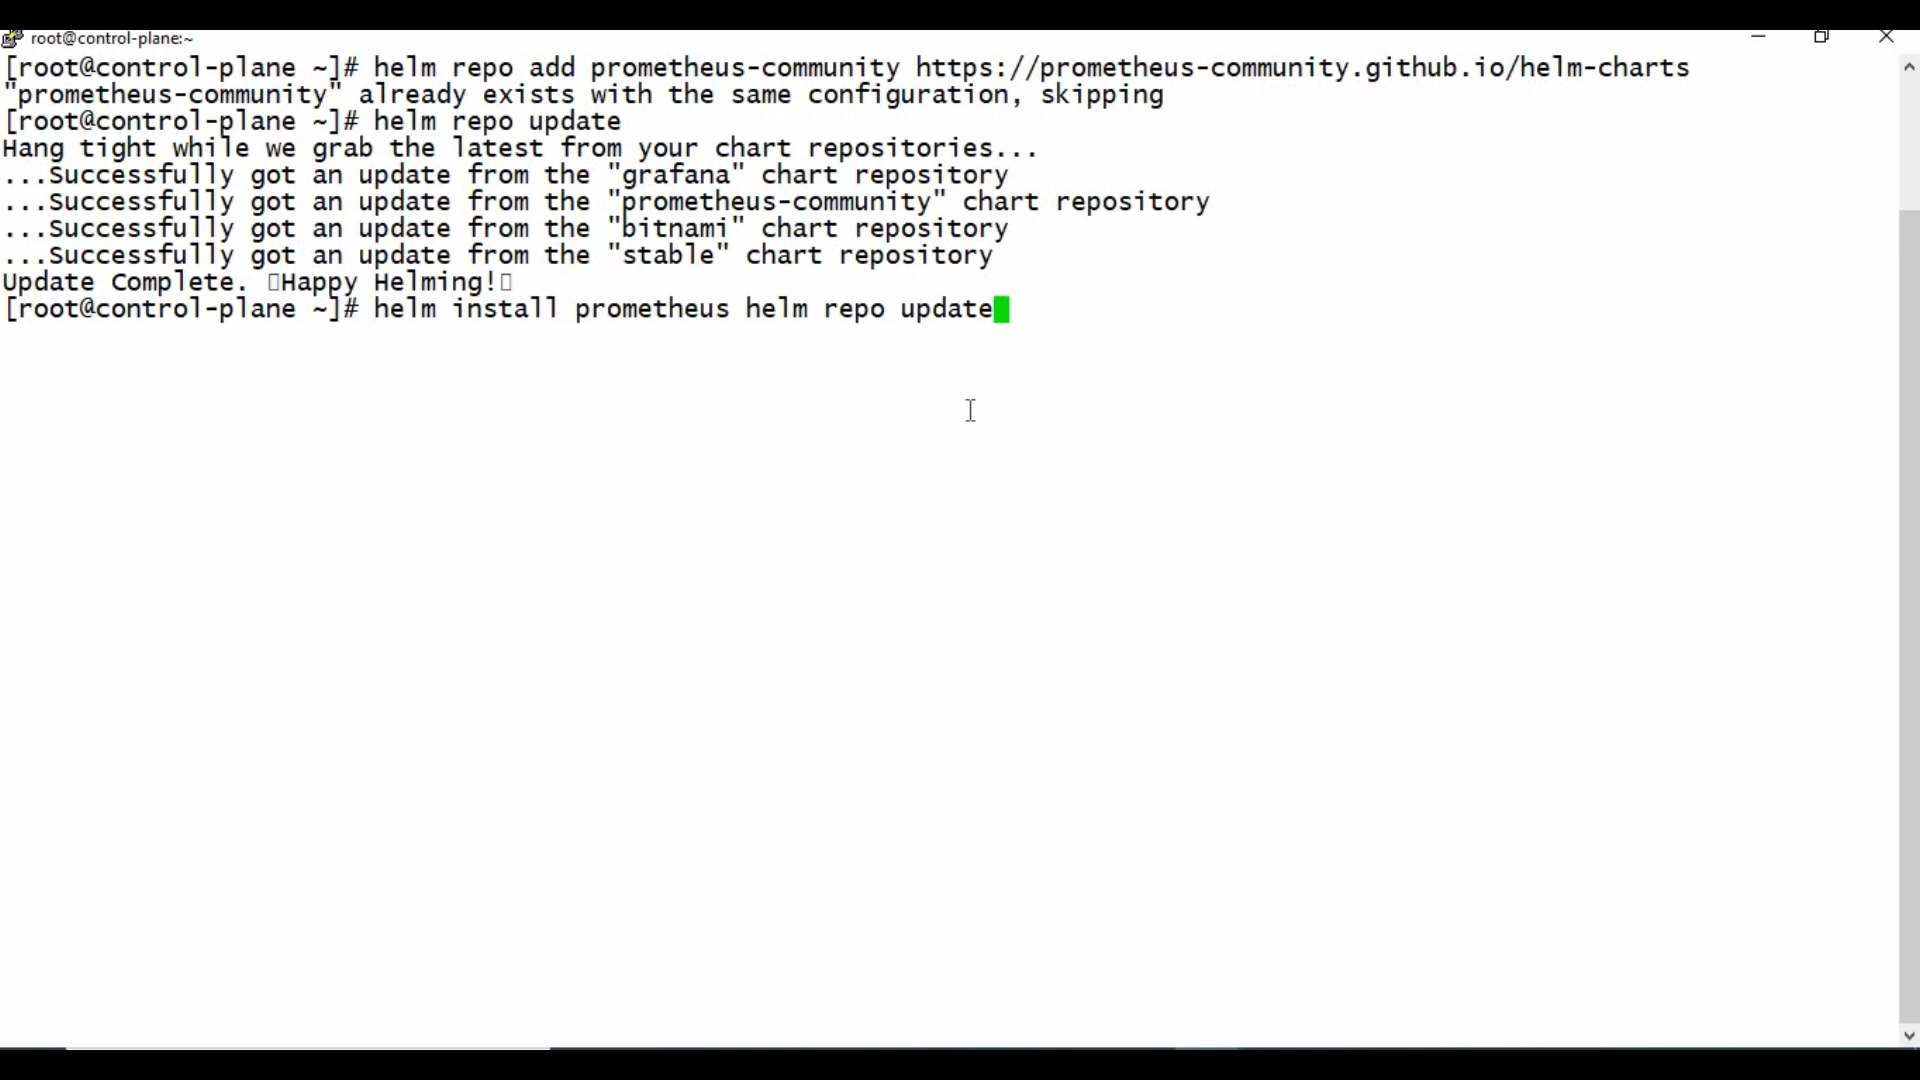 root@control-plane:~
[root@control-plane ~]# helm repo add prometheus-community https://prometheus-community.github.io/helm-charts
"prometheus-community" already exists with the same configuration, skipping
[root@control-plane ~]# helm repo update
Hang tight while we grab the latest from your chart repositories...
...Successfully got an update from the "grafana" chart repository
...Successfully got an update from the "prometheus-community" chart repository
...Successfully got an update from the "bitnami" chart repository
...Successfully got an update from the "stable" chart repository
Update Complete. ▯Happy Helming!▯
[root@control-plane ~]# helm install prometheus helm repo update